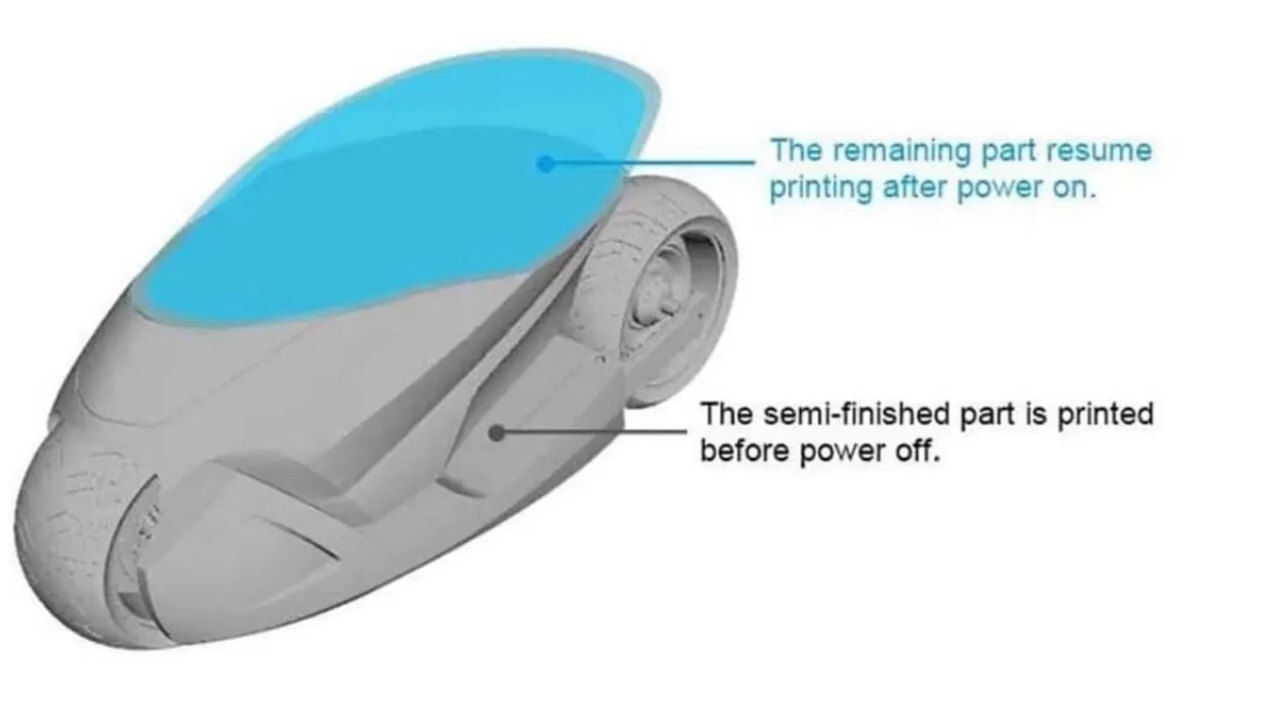 The remaining part resume
printing after power on.
The semi-finished part is printed
before power off.